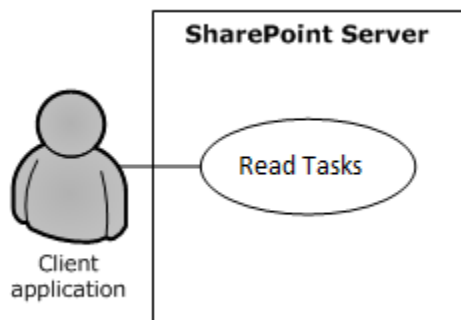 SharePoint Server
Read Tasks
Client
application